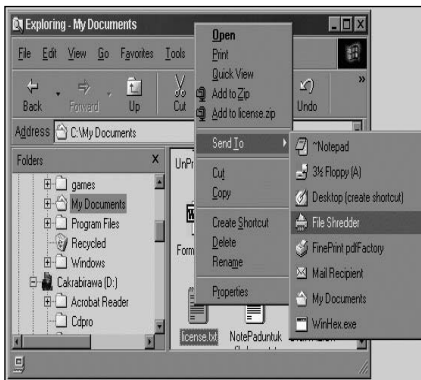 Exploring - My Documents
File Edit View Go Favorites Tools
Back Forward Up Cut Undo
Address C:\My Documents
Folders
games
My Documents
Program Files
Recycled
Windows
Cakrabirawa (D:)
Acrobat Reader
Cdpro
UnPr
Form
FormPdf
license.txt
NotePaduntuk
Open
Print
Quick View
Add to Zip
Add to license.zip
Send To
Cut
Copy
Create Shortcut
Delete
Rename
Properties
^Notepad
3½ Floppy (A)
Desktop (create shortcut)
File Shredder
FinePrint pdfFactory
Mail Recipient
My Documents
WinHex.exe